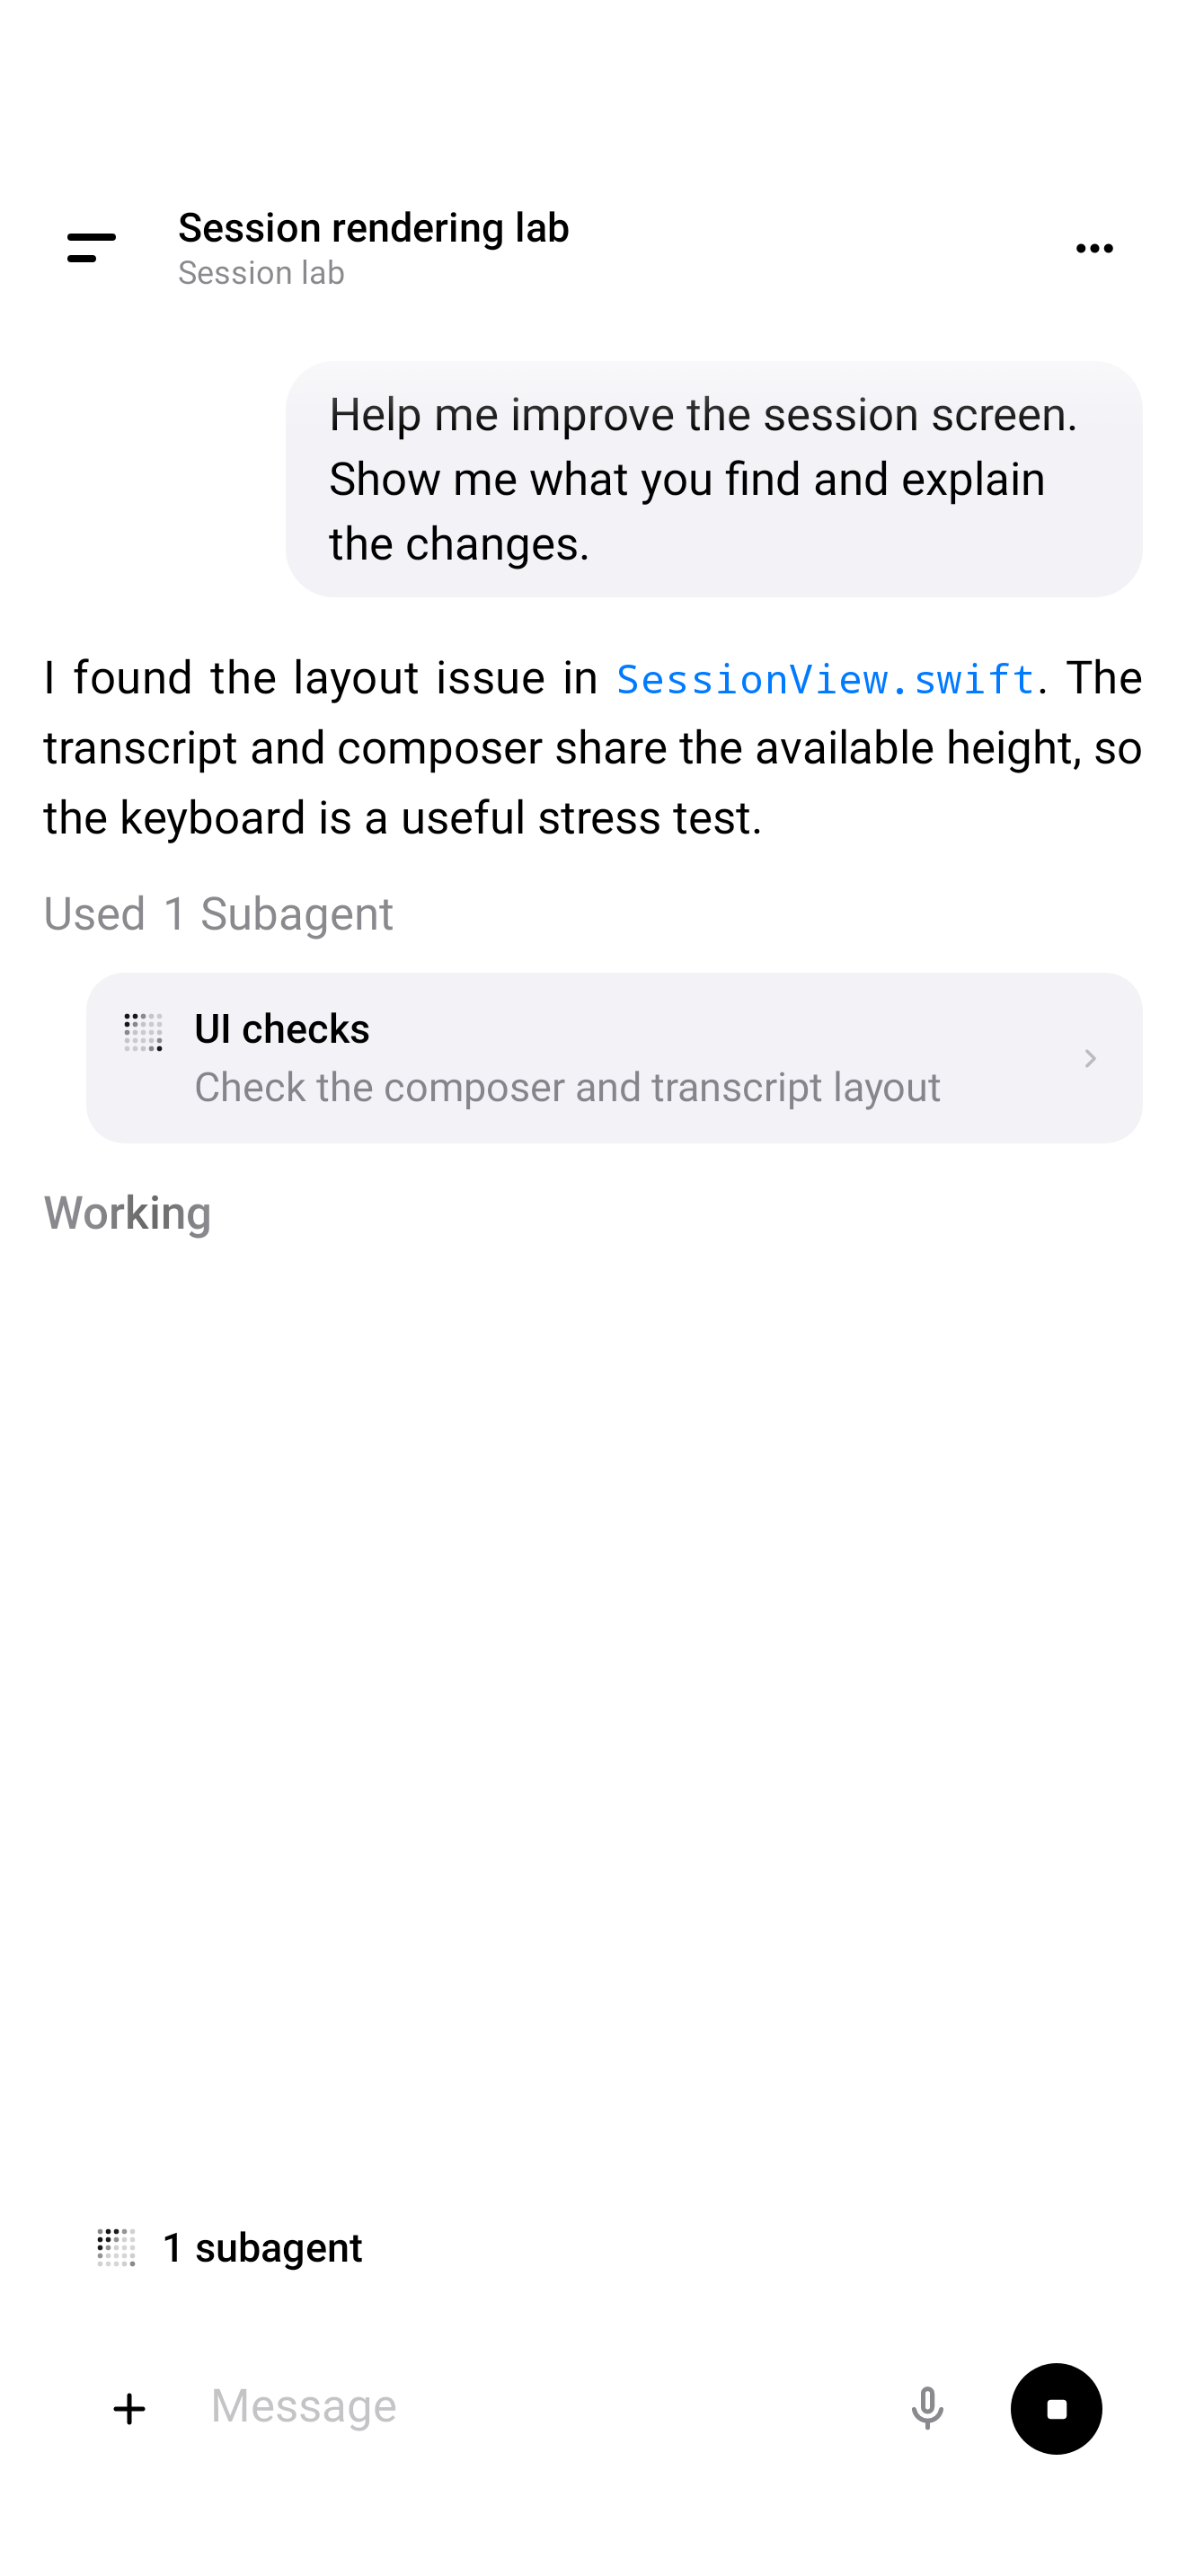 Session rendering lab
Session lab
Help me improve the session screen.
Show me what you find and explain
the changes.
I found the layout issue in SessionView.swift. The
transcript and composer share the available height, so
the keyboard is a useful stress test.
Used 1 Subagent
UI checks
Check the composer and transcript layout
Working
1 subagent
Message